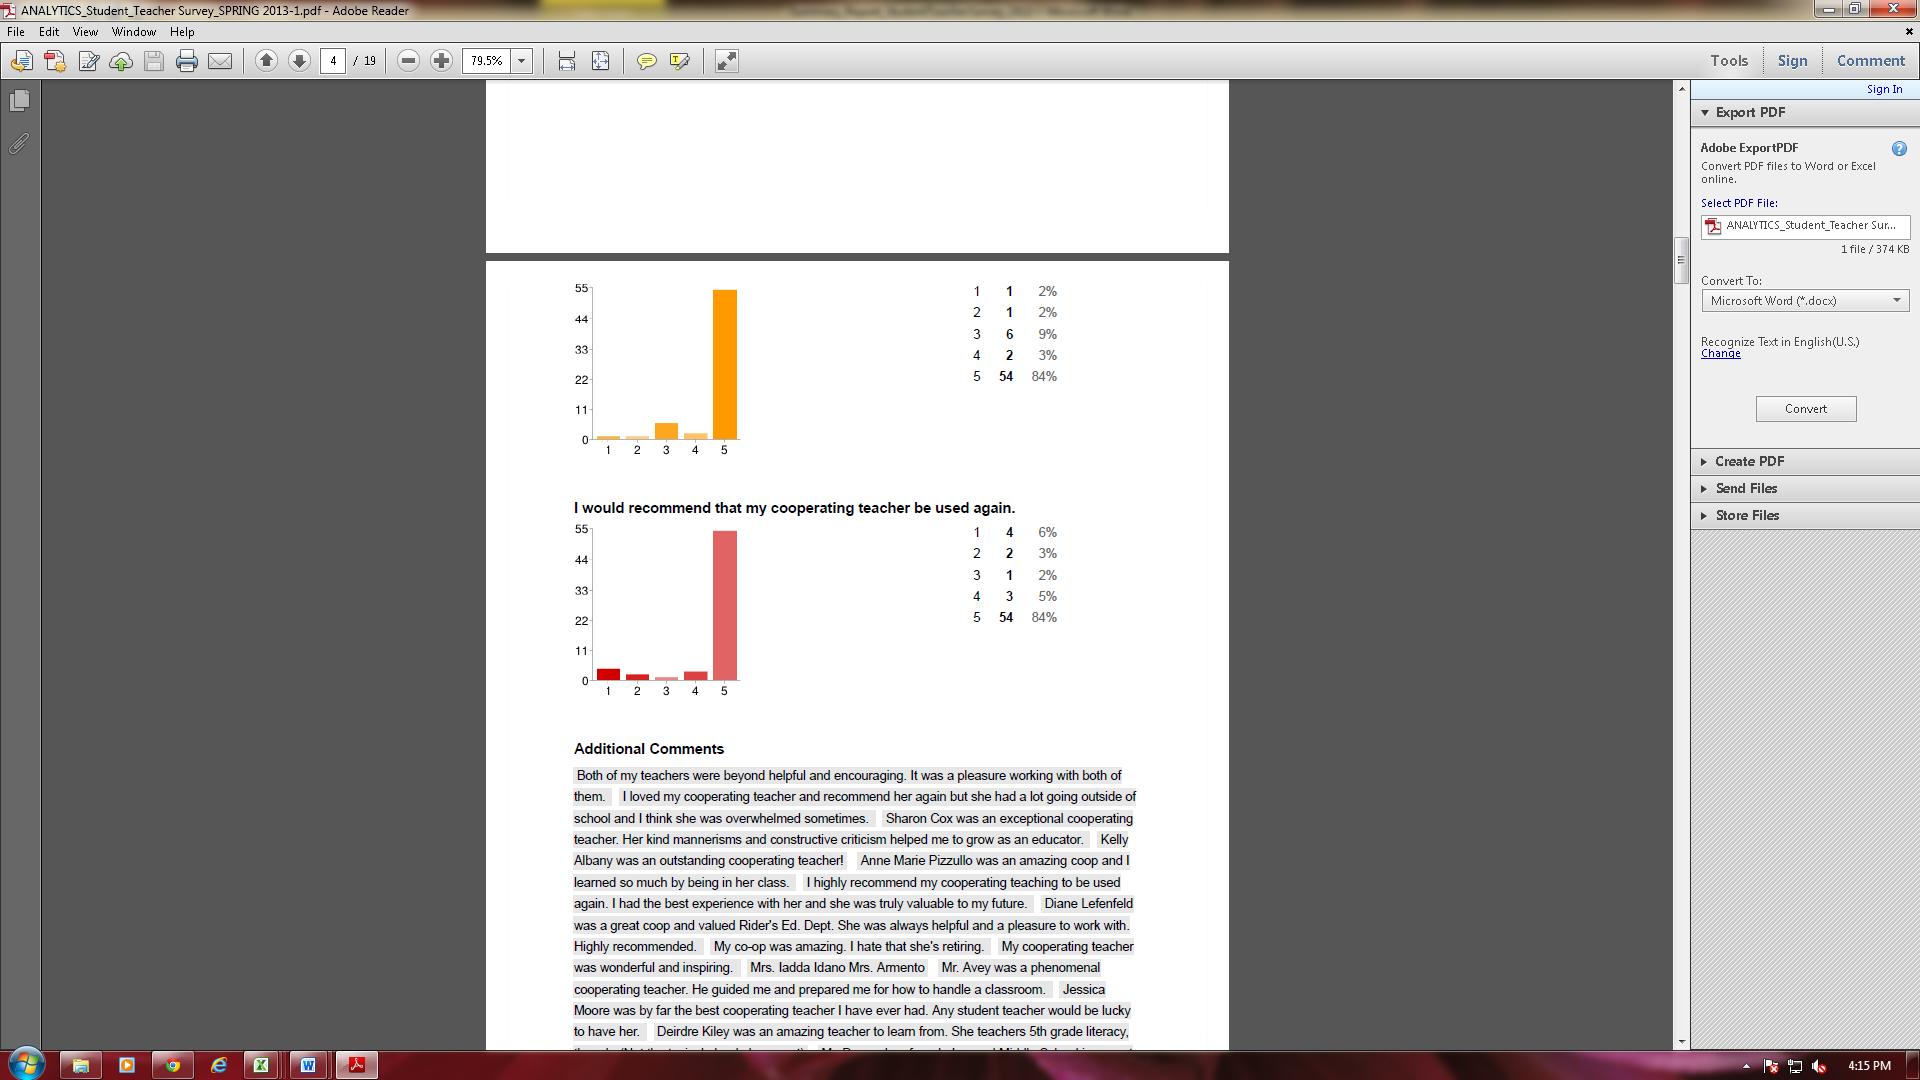 ANALYTICS_Student_Teacher Survey_SPRING 2013-1.pdf - Adobe Reader
File Edit View Window Help
4 / 19 79.5% Tools Sign Comment
Sign In
Export PDF
Adobe ExportPDF
Convert PDF files to Word or Excel
online.
Select PDF File:
ANALYTICS_Student_Teacher Sur...
1 file / 374 KB
Convert To:
Microsoft Word (*.docx)
Recognize Text in English(U.S.)
Change
Convert
Create PDF
Send Files
Store Files
55
44
33
22
11
0
1 2 3 4 5
1 1 2%
2 1 2%
3 6 9%
4 2 3%
5 54 84%
I would recommend that my cooperating teacher be used again.
55
44
33
22
11
0
1 2 3 4 5
1 4 6%
2 2 3%
3 1 2%
4 3 5%
5 54 84%
Additional Comments
Both of my teachers were beyond helpful and encouraging. It was a pleasure working with both of
them. I loved my cooperating teacher and recommend her again but she had a lot going outside of
school and I think she was overwhelmed sometimes. Sharon Cox was an exceptional cooperating
teacher. Her kind mannerisms and constructive criticism helped me to grow as an educator. Kelly
Albany was an outstanding cooperating teacher! Anne Marie Pizzullo was an amazing coop and I
learned so much by being in her class. I highly recommend my cooperating teaching to be used
again. I had the best experience with her and she was truly valuable to my future. Diane Lefenfeld
was a great coop and valued Rider's Ed. Dept. She was always helpful and a pleasure to work with.
Highly recommended. My co-op was amazing. I hate that she's retiring. My cooperating teacher
was wonderful and inspiring. Mrs. Iadda Idano Mrs. Armento Mr. Avey was a phenomenal
cooperating teacher. He guided me and prepared me for how to handle a classroom. Jessica
Moore was by far the best cooperating teacher I have ever had. Any student teacher would be lucky
to have her. Deirdre Kiley was an amazing teacher to learn from. She teaches 5th grade literacy,
4:15 PM